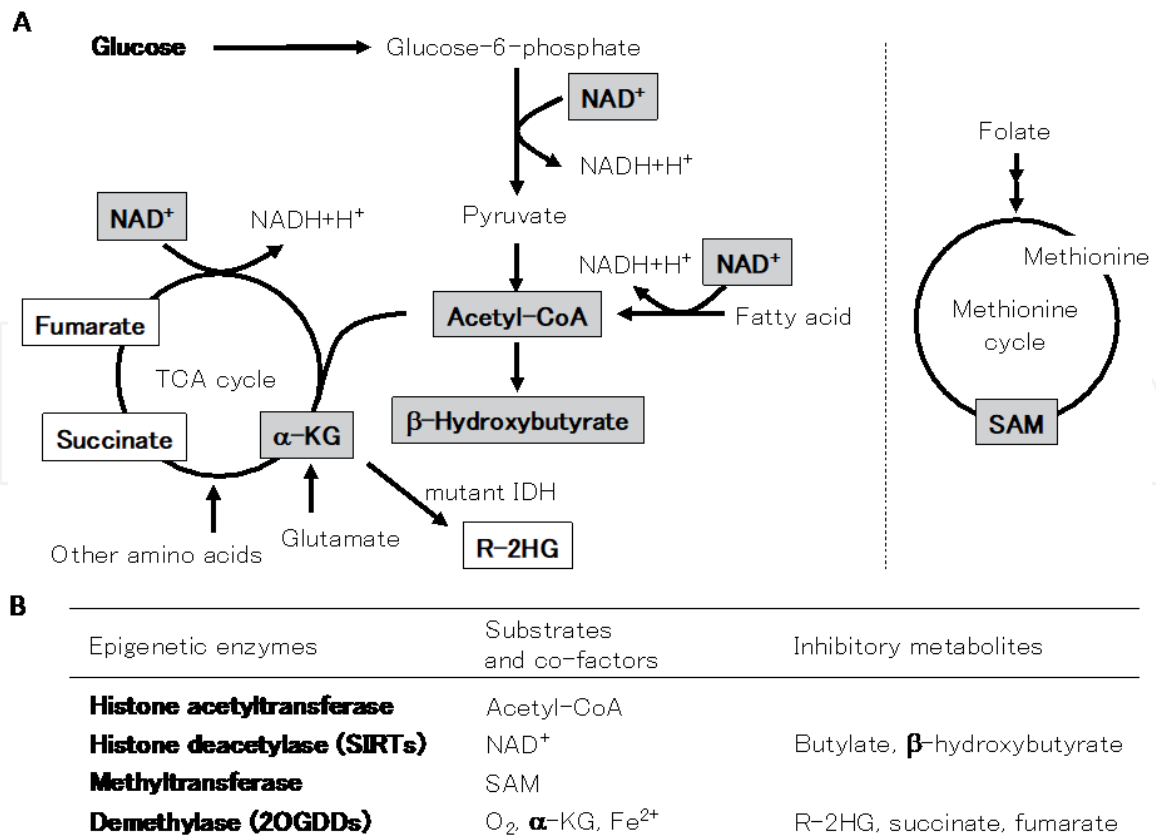 A
Glucose
Glucose-6-phosphate
NAD⁺
NADH+H⁺
Folate
Pyruvate
NAD⁺
NADH+H⁺
Methionine
NADH+H⁺
NAD⁺
Fumarate
Acetyl-CoA
Fatty acid
Methionine
cycle
TCA cycle
Succinate
α-KG
β-Hydroxybutyrate
SAM
mutant IDH
Other amino acids
Glutamate
R-2HG
B
Epigenetic enzymes
Substrates
and co-factors
Inhibitory metabolites
Histone acetyltransferase Acetyl-CoA
Histone deacetylase (SIRTs) NAD⁺ Butylate, β-hydroxybutyrate
Methyltransferase SAM
Demethylase (2OGDDs) O₂, α-KG, Fe²⁺ R-2HG, succinate, fumarate